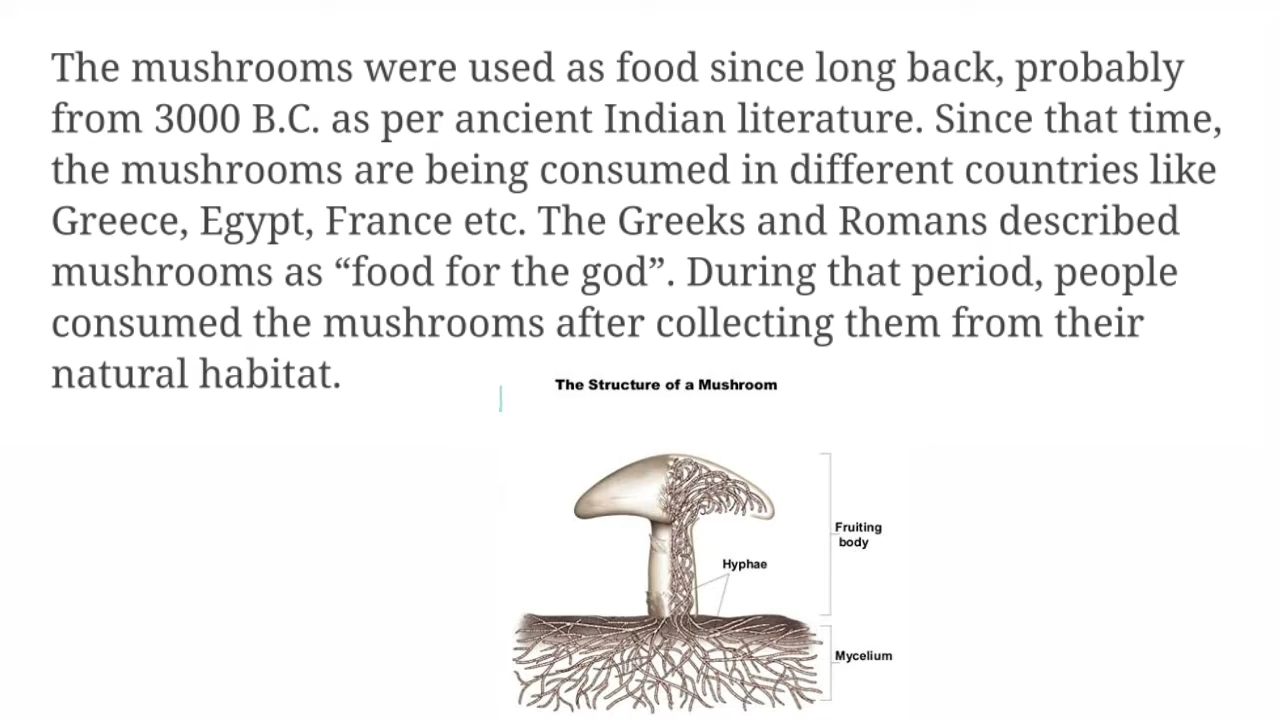 The mushrooms were used as food since long back, probably
from 3000 B.C. as per ancient Indian literature. Since that time,
the mushrooms are being consumed in different countries like
Greece, Egypt, France etc. The Greeks and Romans described
mushrooms as “food for the god”. During that period, people
consumed the mushrooms after collecting them from their
natural habitat.
The Structure of a Mushroom
Fruiting
body
Hyphae
Mycelium